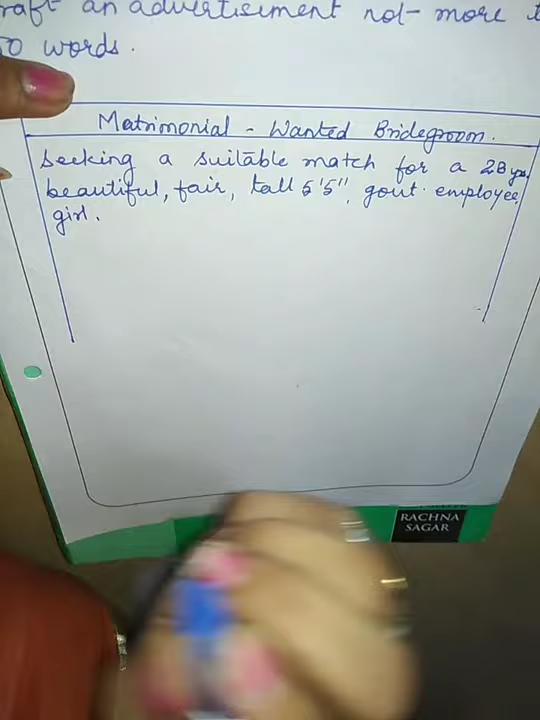 raft an advertisement not more t
50 words.
Matrimonial - Wanted Bridegroom.
Seeking a suitable match for a 28 yrs,
beautiful, fair, tall 5'5", govt. employee
girl.
RACHNA
SAGAR